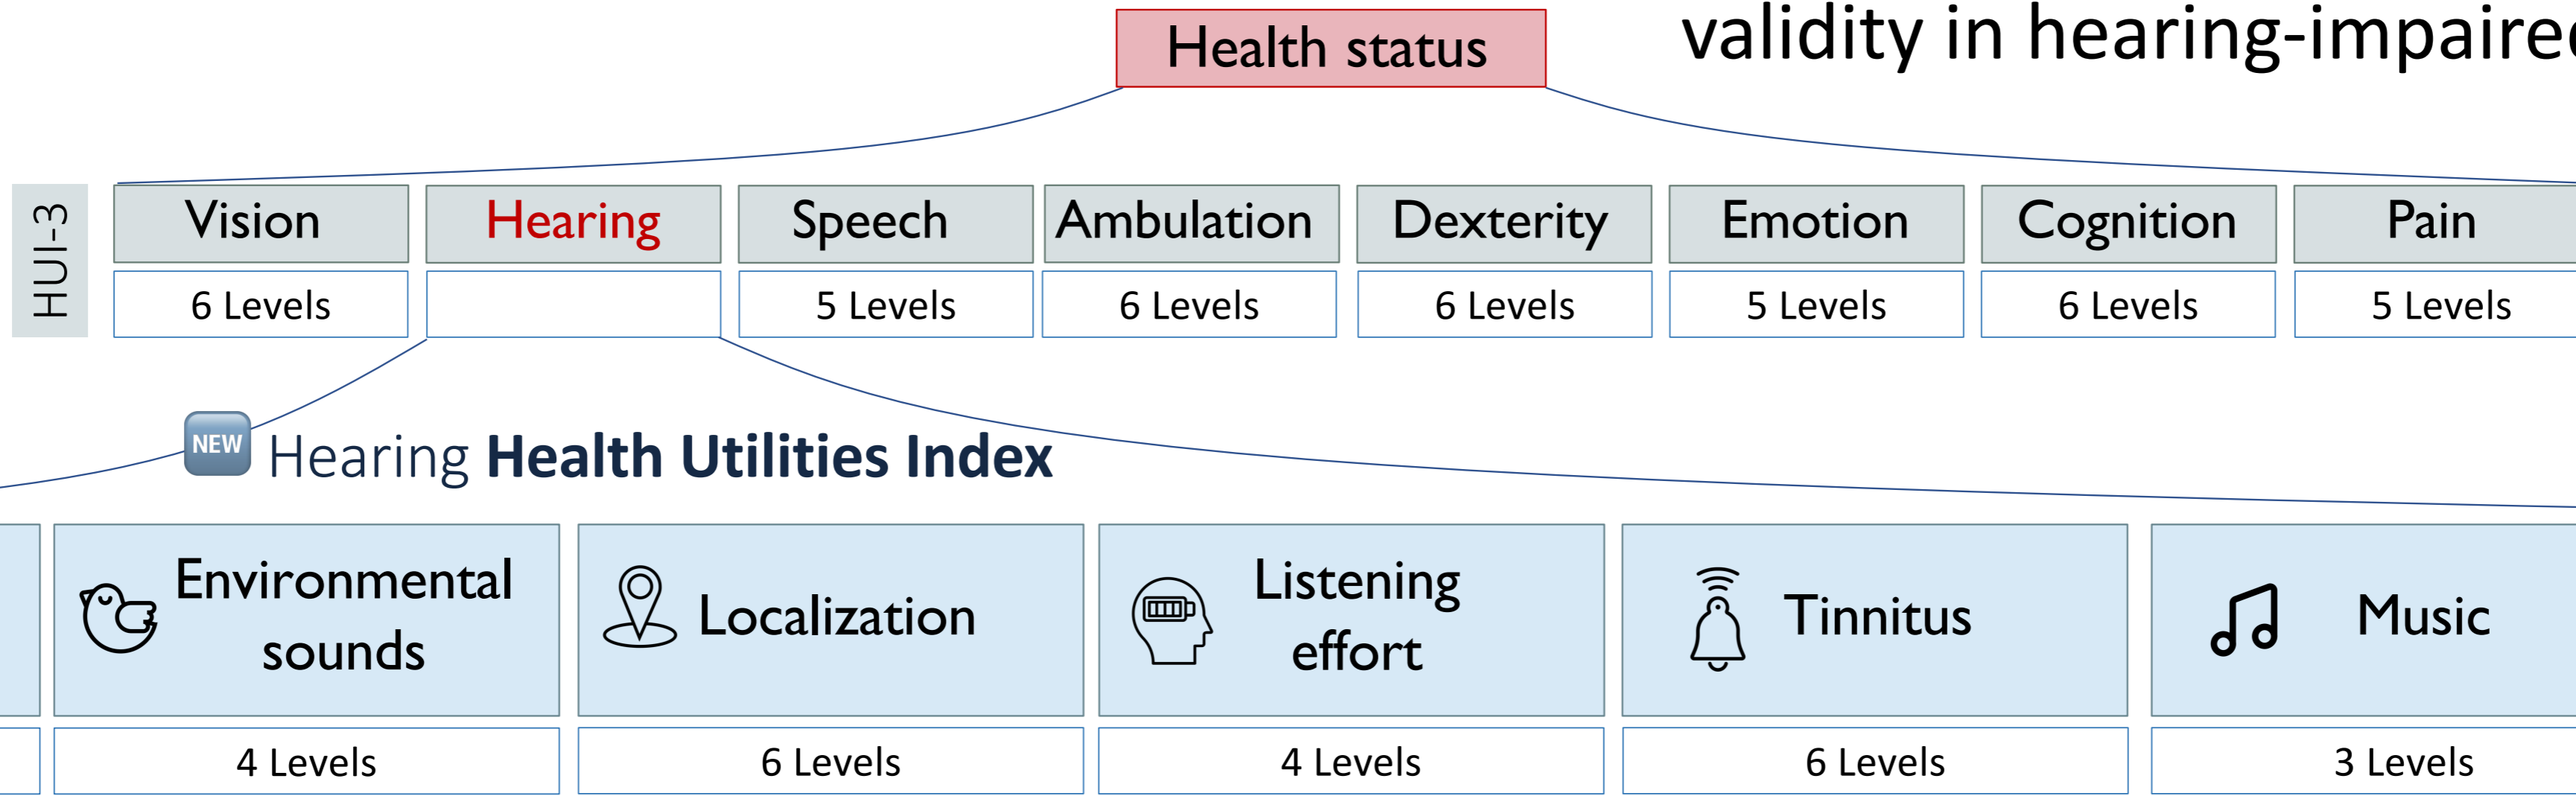 validity in hearing-impaired
Health status
HUI-3
Vision Hearing Speech Ambulation Dexterity Emotion Cognition Pain
6 Levels 5 Levels 6 Levels 6 Levels 5 Levels 6 Levels 5 Levels
NEW Hearing Health Utilities Index
Environmental
sounds
Localization
Listening
effort
Tinnitus
Music
4 Levels 6 Levels 4 Levels 6 Levels 3 Levels